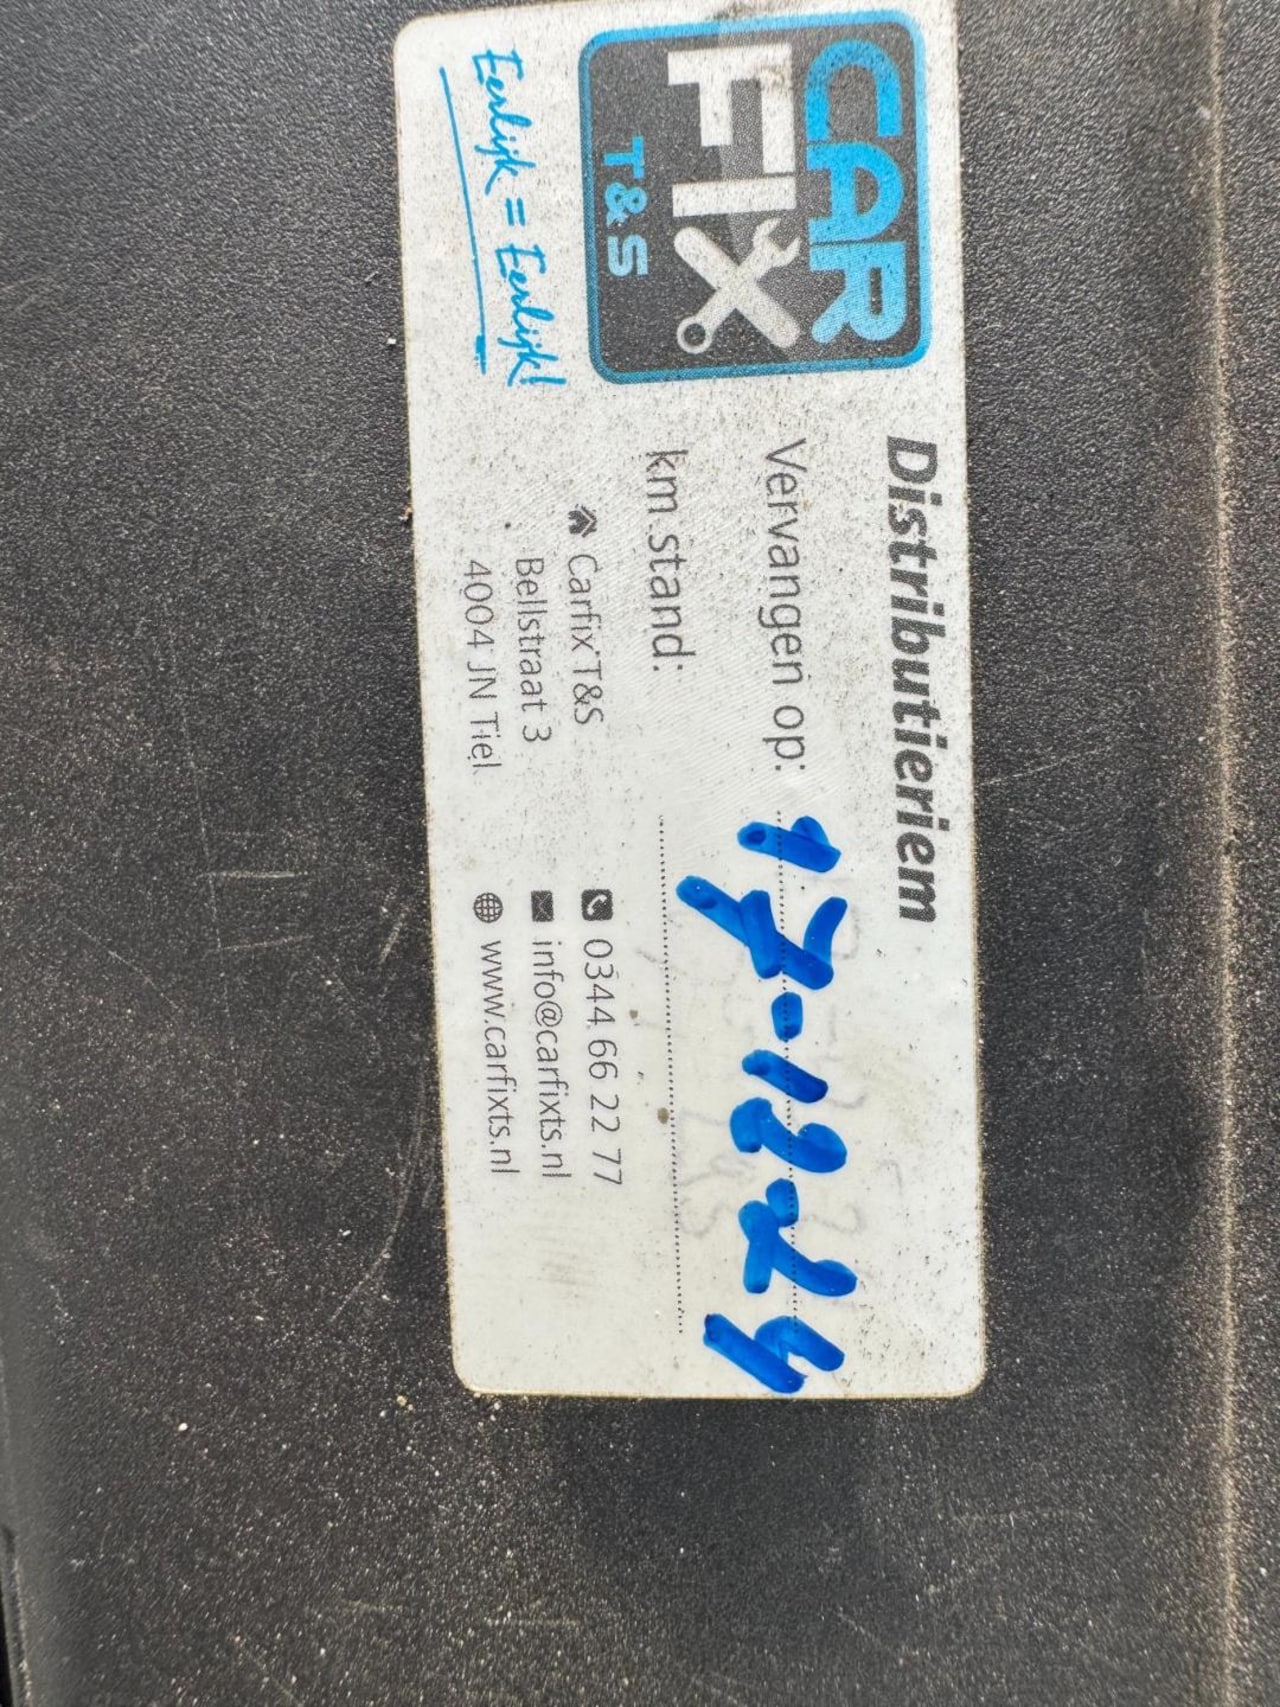 CAR
FIX
T&S
Eerlijk = Eerlijk!
Distributieriem
Vervangen op: 17-12-24
km stand:
Carfix T&S
Bellstraat 3
4004 JN Tiel
0344 66 22 77
info@carfixts.nl
www.carfixts.nl